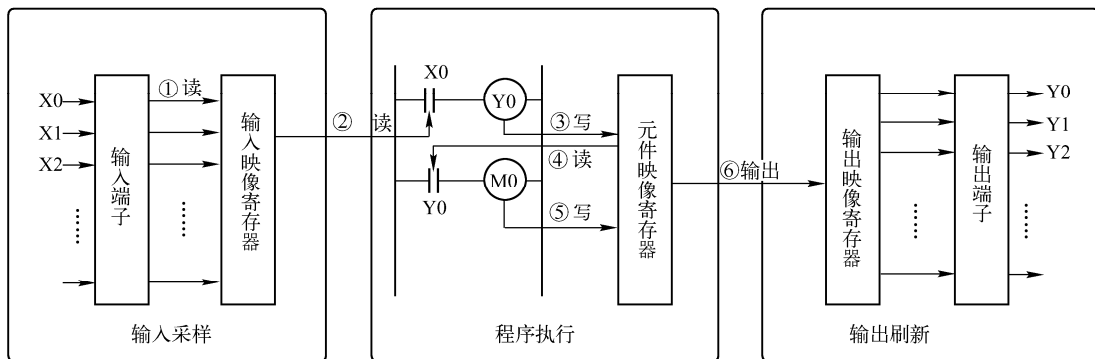 X0
X1
X2
输入端子
①读
输入映像寄存器
输入采样
② 读
X0
Y0
③写
④读
Y0
M0
⑤写
元件映像寄存器
程序执行
⑥输出
输出映像寄存器
输出端子
Y0
Y1
Y2
输出刷新